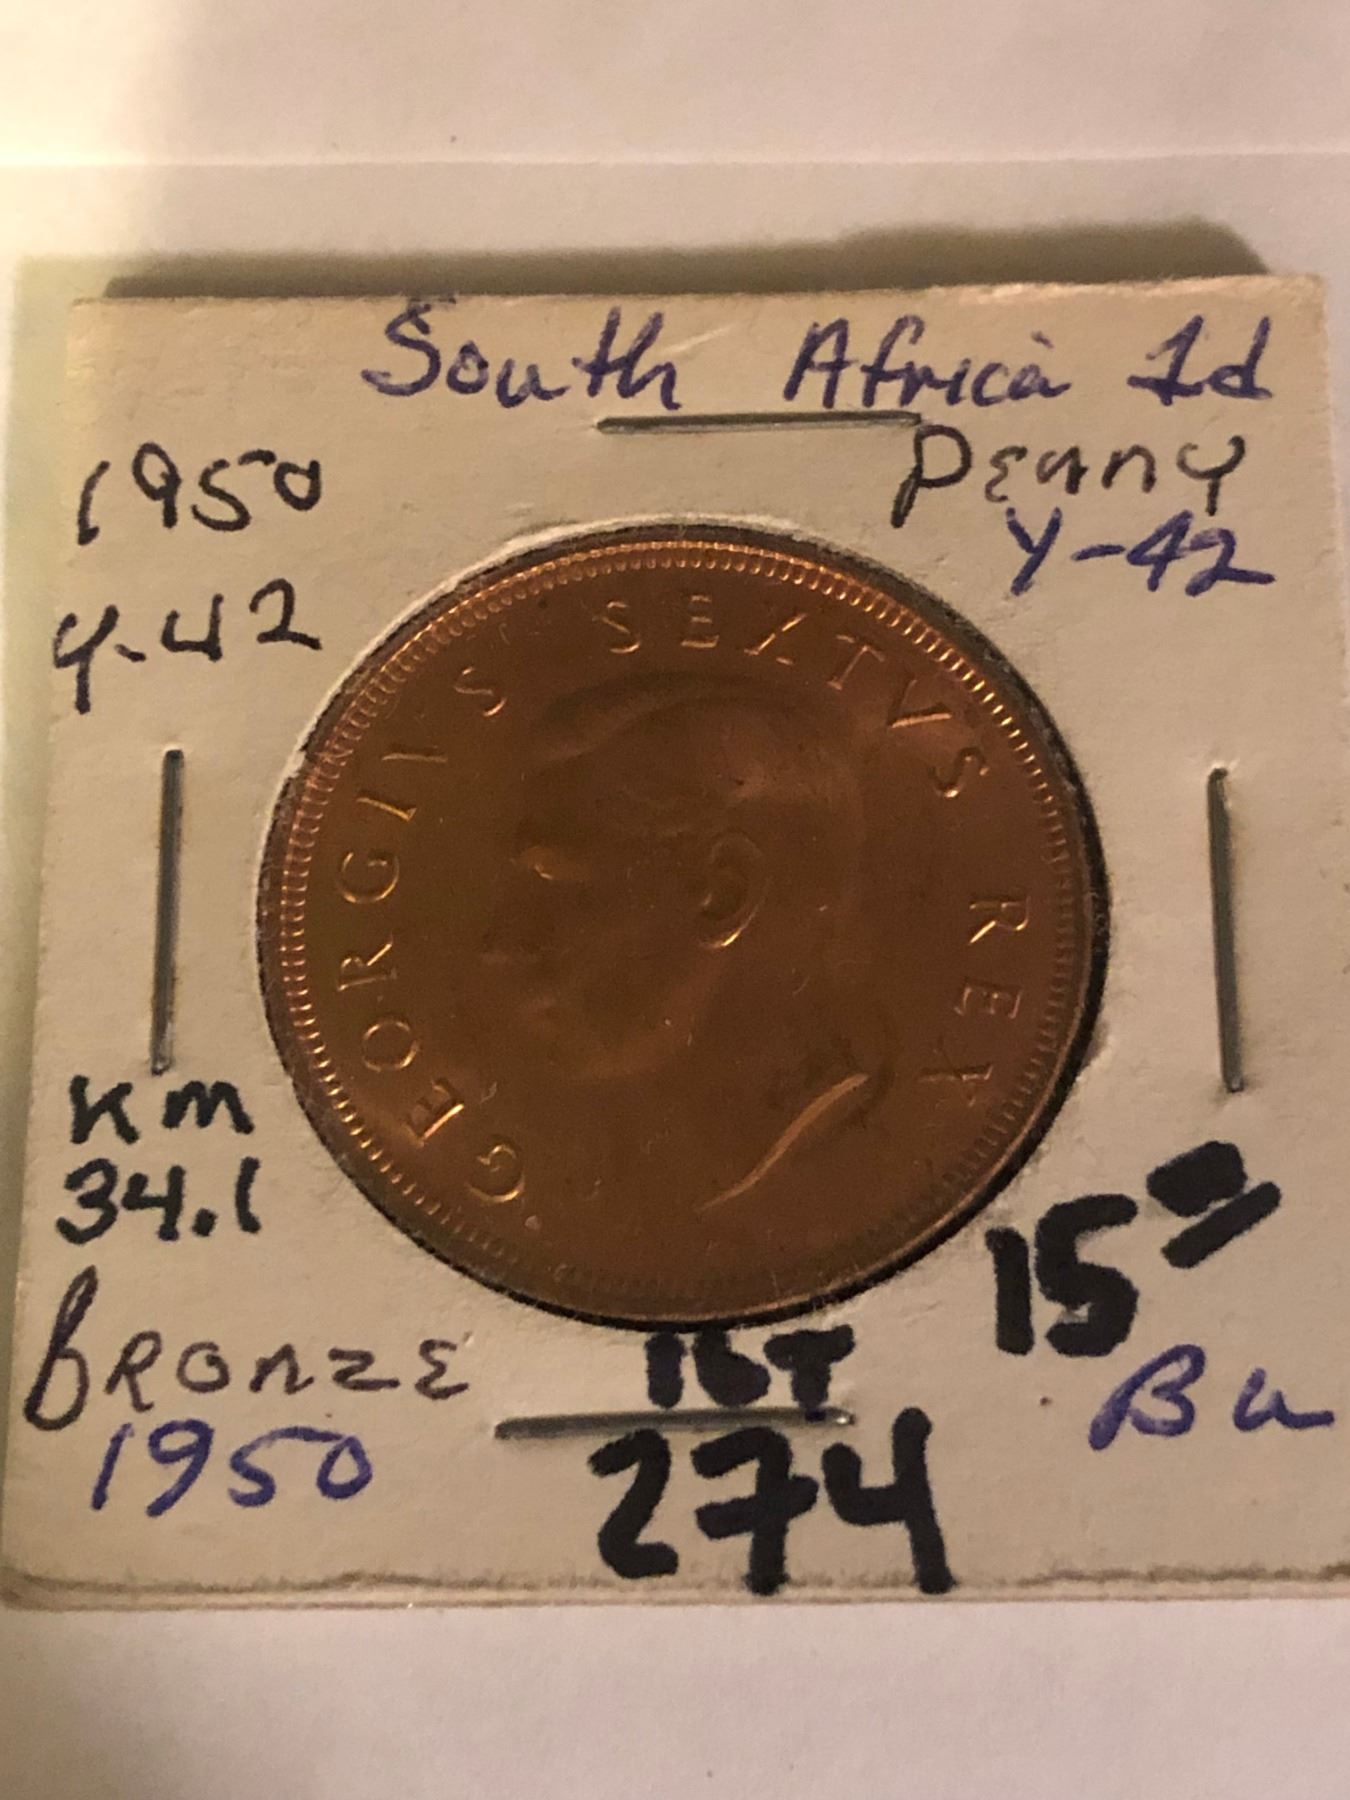 South Africa 1d
Penny
Y-42
1950
Y-42
GEORGIVS SEXTVS REX
KM
34.1
Bronze
1950
15=
Bu
274